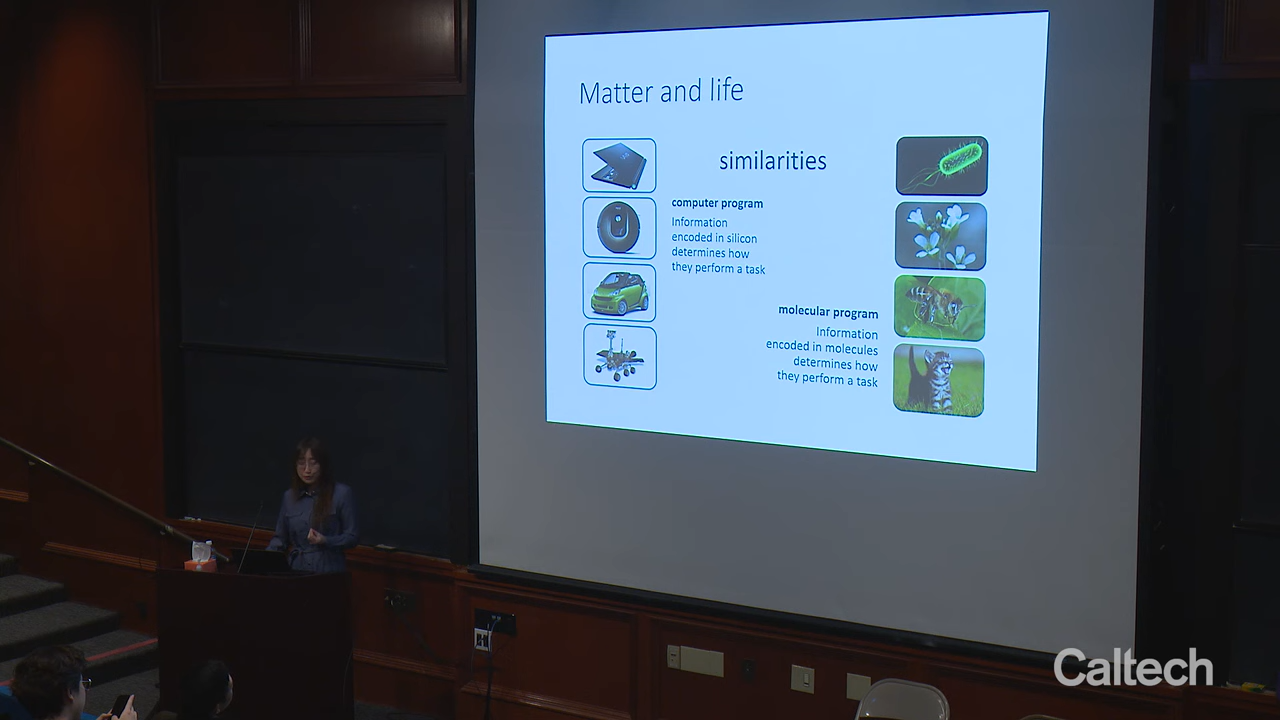 Matter and life
similarities
computer program
Information
encoded in silicon
determines how
they perform a task
molecular program
Information
encoded in molecules
determines how
they perform a task
Caltech